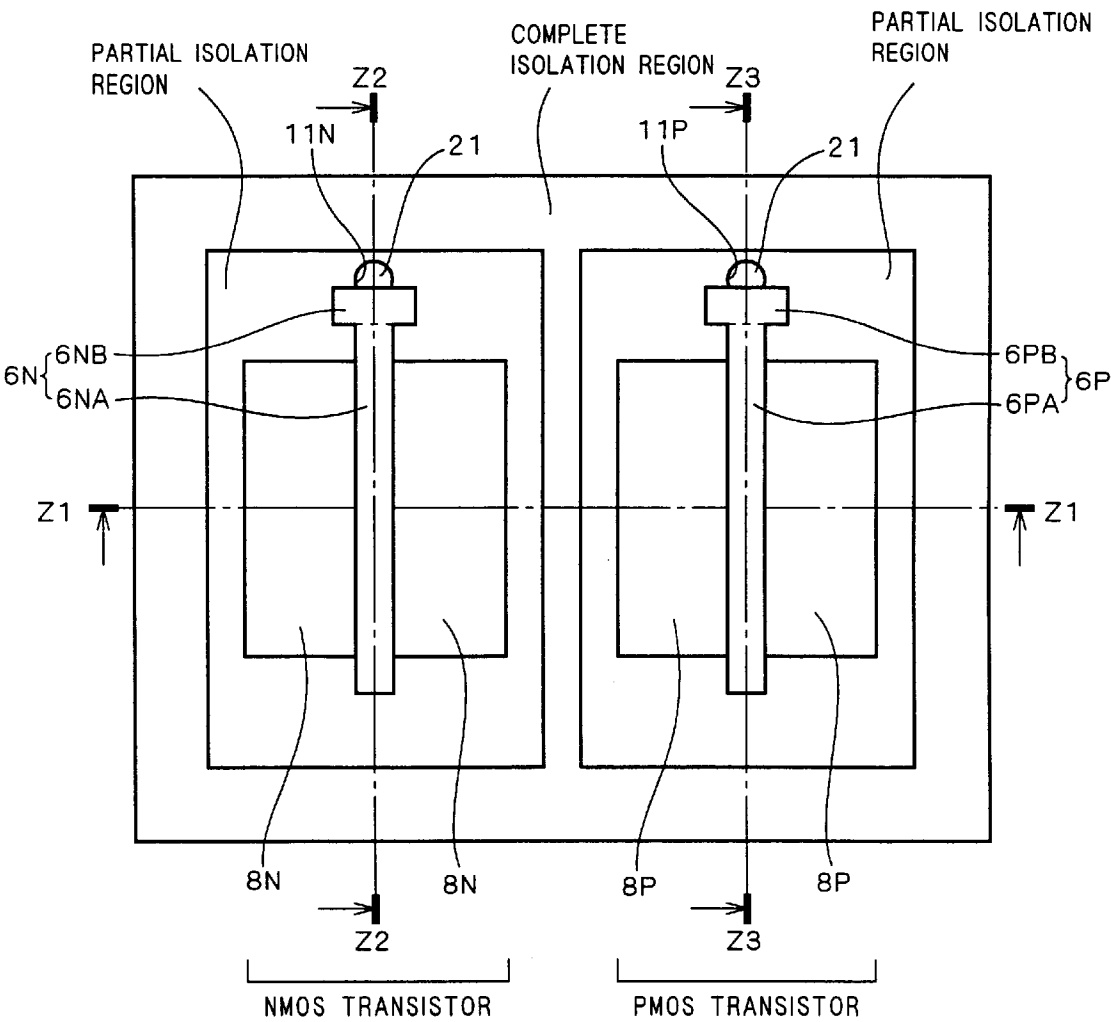 PARTIAL ISOLATION
REGION
COMPLETE
ISOLATION REGION
PARTIAL ISOLATION
REGION
Z2
Z3
11N
21
11P
21
6N{
6NB
6NA
6PB
6PA
}6P
Z1
Z1
8N
8N
8P
8P
Z2
Z3
NMOS TRANSISTOR
PMOS TRANSISTOR